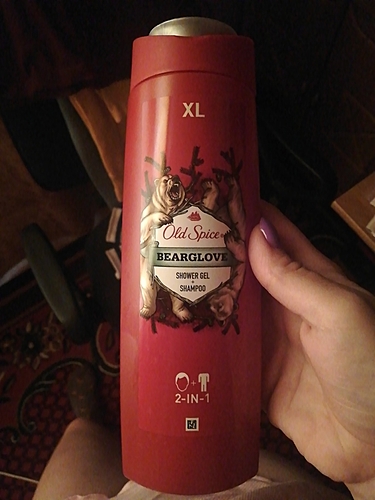 XL
Old Spice
BEARGLOVE
SHOWER GEL
+
SHAMPOO
+
2-IN-1